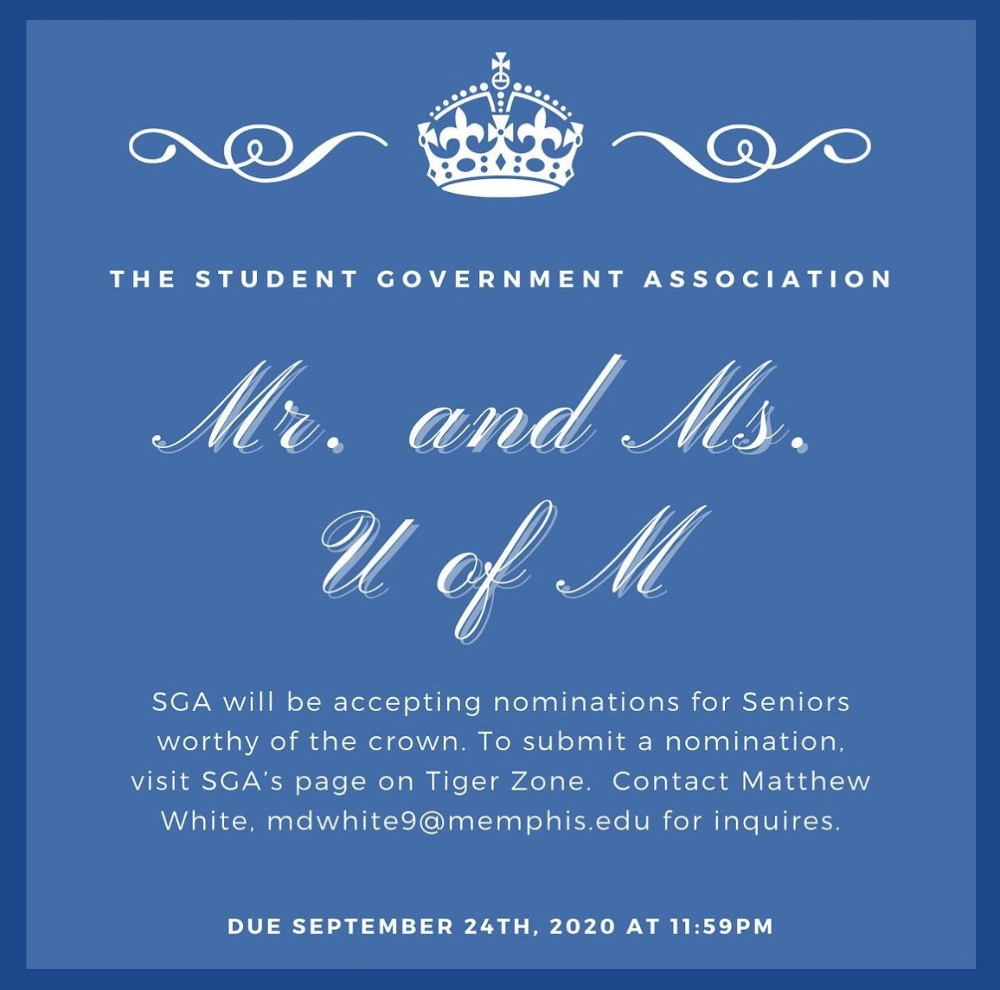 THE STUDENT GOVERNMENT ASSOCIATION
Mr. and Ms.
U of M
SGA will be accepting nominations for Seniors
worthy of the crown. To submit a nomination,
visit SGA’s page on Tiger Zone. Contact Matthew
White, mdwhite9@memphis.edu for inquires.
DUE SEPTEMBER 24TH, 2020 AT 11:59PM